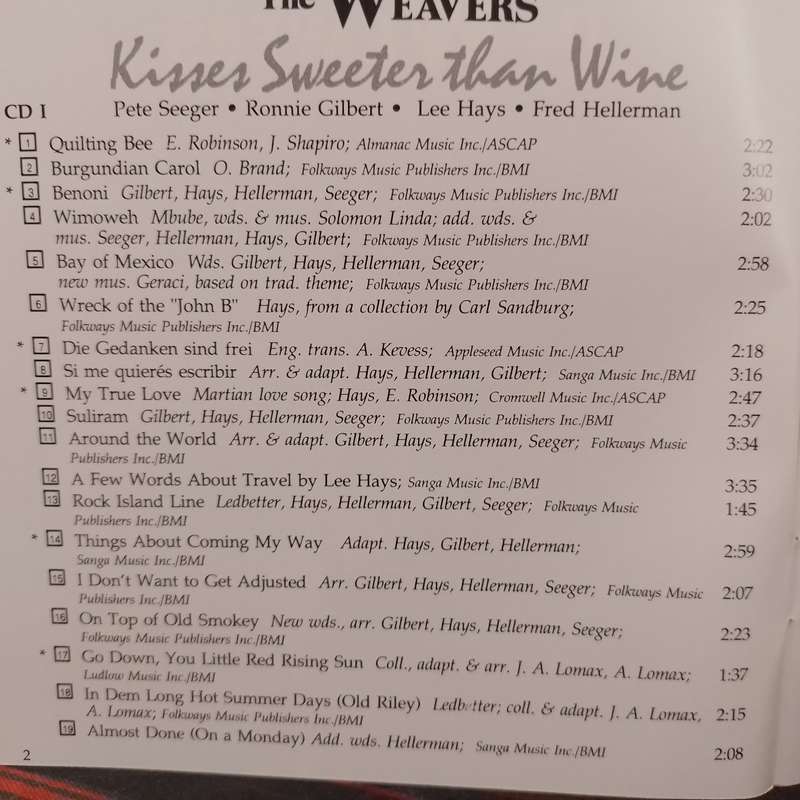 The WEAVERS
Kisses Sweeter than Wine
CD I Pete Seeger • Ronnie Gilbert • Lee Hays • Fred Hellerman
* 1 Quilting Bee E. Robinson, J. Shapiro; Almanac Music Inc./ASCAP 2:22
2 Burgundian Carol O. Brand; Folkways Music Publishers Inc./BMI 3:02
* 3 Benoni Gilbert, Hays, Hellerman, Seeger; Folkways Music Publishers Inc./BMI 2:30
4 Wimoweh Mbube, wds. & mus. Solomon Linda; add. wds. & 2:02
mus. Seeger, Hellerman, Hays, Gilbert; Folkways Music Publishers Inc./BMI
5 Bay of Mexico Wds. Gilbert, Hays, Hellerman, Seeger; 2:58
new mus. Geraci, based on trad. theme; Folkways Music Publishers Inc./BMI
6 Wreck of the "John B" Hays, from a collection by Carl Sandburg; 2:25
Folkways Music Publishers Inc./BMI
* 7 Die Gedanken sind frei Eng. trans. A. Kevess; Appleseed Music Inc./ASCAP 2:18
8 Si me quierés escribir Arr. & adapt. Hays, Hellerman, Gilbert; Sanga Music Inc./BMI 3:16
* 9 My True Love Martian love song; Hays, E. Robinson; Cromwell Music Inc./ASCAP 2:47
10 Suliram Gilbert, Hays, Hellerman, Seeger; Folkways Music Publishers Inc./BMI 2:37
11 Around the World Arr. & adapt. Gilbert, Hays, Hellerman, Seeger; Folkways Music 3:34
Publishers Inc./BMI
12 A Few Words About Travel by Lee Hays; Sanga Music Inc./BMI 3:35
13 Rock Island Line Ledbetter, Hays, Hellerman, Gilbert, Seeger; Folkways Music 1:45
Publishers Inc./BMI
* 14 Things About Coming My Way Adapt. Hays, Gilbert, Hellerman; 2:59
Sanga Music Inc./BMI
15 I Don't Want to Get Adjusted Arr. Gilbert, Hays, Hellerman, Seeger; Folkways Music 2:07
Publishers Inc./BMI
16 On Top of Old Smokey New wds., arr. Gilbert, Hays, Hellerman, Seeger; 2:23
Folkways Music Publishers Inc./BMI
* 17 Go Down, You Little Red Rising Sun Coll., adapt. & arr. J. A. Lomax, A. Lomax; 1:37
Ludlow Music Inc./BMI
18 In Dem Long Hot Summer Days (Old Riley) Ledbetter; coll. & adapt. J. A. Lomax, 2:15
A. Lomax; Folkways Music Publishers Inc./BMI
19 Almost Done (On a Monday) Add. wds. Hellerman; Sanga Music Inc./BMI 2:08
2